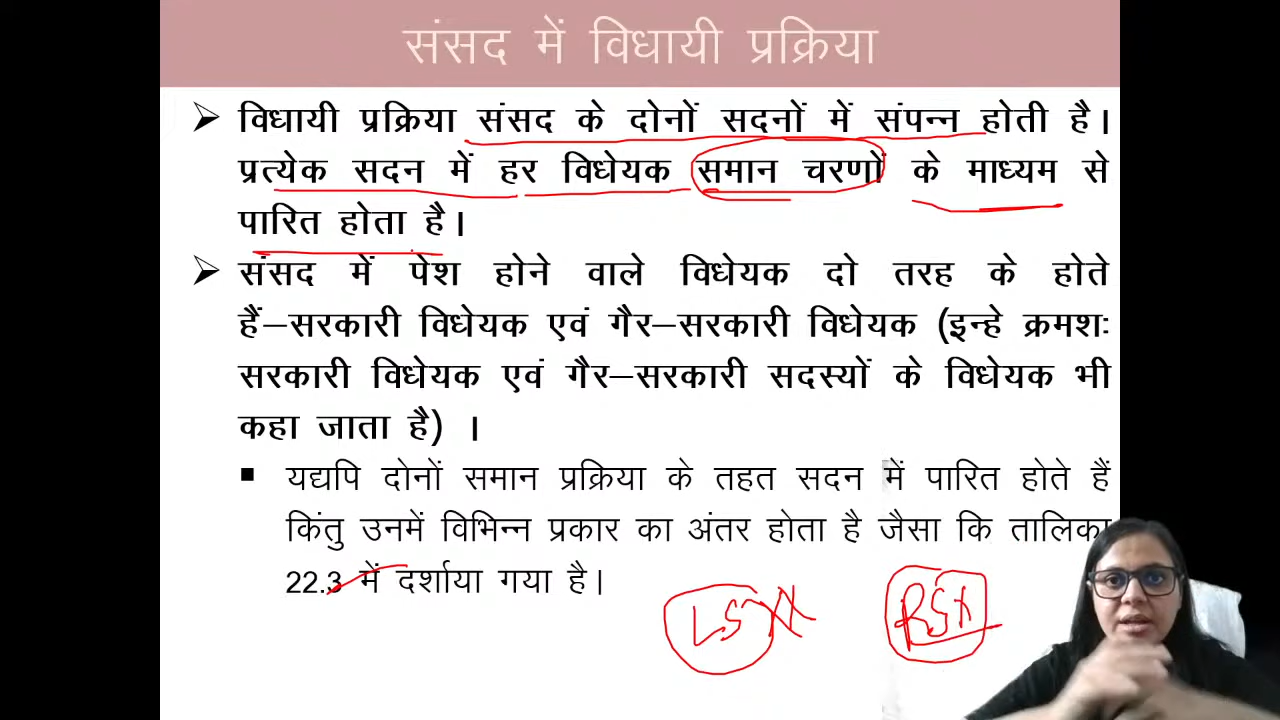 संसद में विधायी प्रक्रिया
➢ विधायी प्रक्रिया संसद के दोनों सदनों में संपन्न होती है।
प्रत्येक सदन में हर विधेयक समान चरणों के माध्यम से
पारित होता है।
➢ संसद में पेश होने वाले विधेयक दो तरह के होते
हैं–सरकारी विधेयक एवं गैर–सरकारी विधेयक (इन्हे क्रमशः
सरकारी विधेयक एवं गैर–सरकारी सदस्यों के विधेयक भी
कहा जाता है) ।
▪ यद्यपि दोनों समान प्रक्रिया के तहत सदन में पारित होते हैं
किंतु उनमें विभिन्न प्रकार का अंतर होता है जैसा कि तालिका
22.3 में दर्शाया गया है।
LS RS